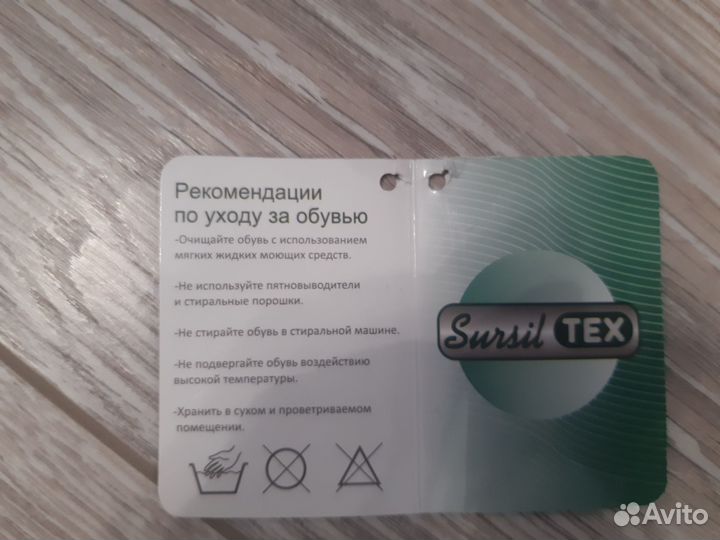 Рекомендации
по уходу за обувью
-Очищайте обувь с использованием
мягких жидких моющих средств.
-Не используйте пятновыводители
и стиральные порошки.
-Не стирайте обувь в стиральной машине.
-Не подвергайте обувь воздействию
высокой температуры.
-Хранить в сухом и проветриваемом
помещении.
Sursil TEX
Avito